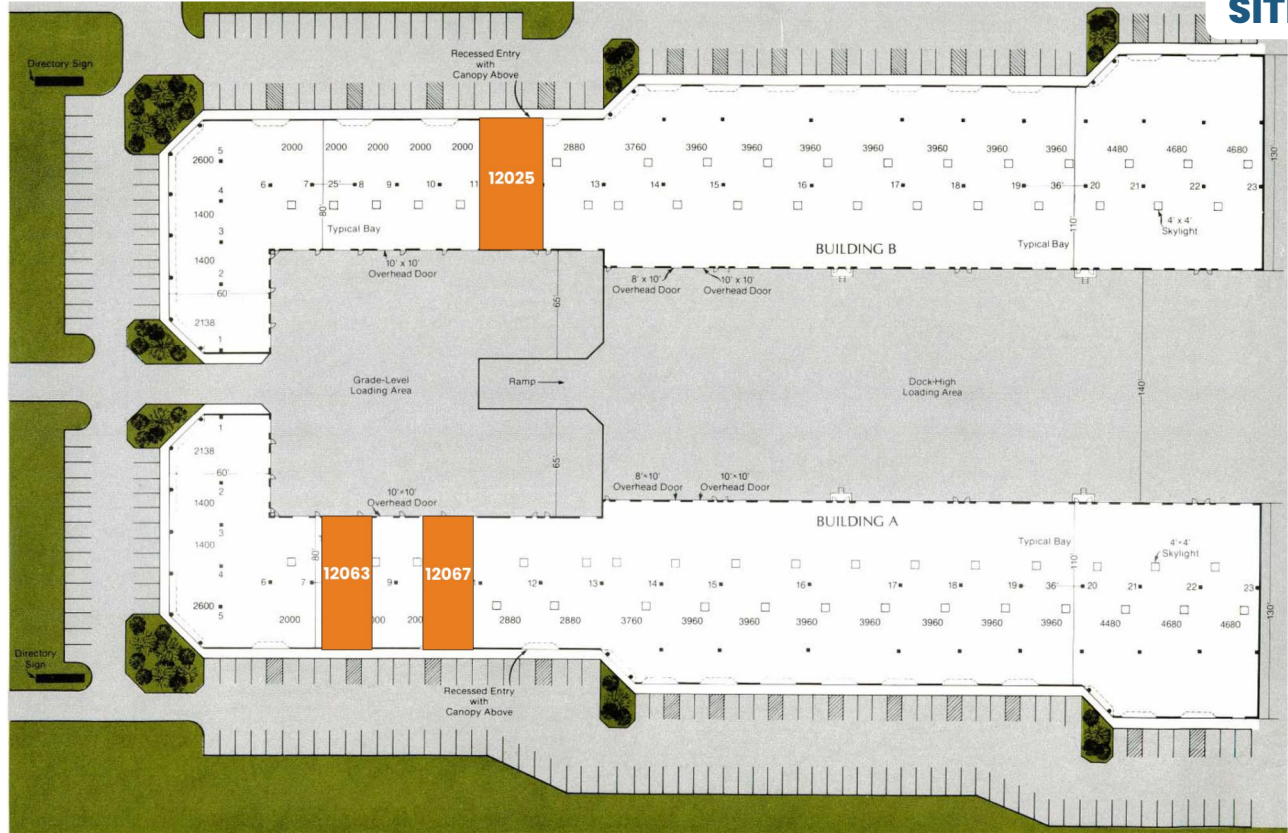 SIT
Directory Sign
Recessed Entry
with
Canopy Above
5
2600
4
1400
3
1400
2
60'
2138
1
2000 2000 2000 2000 2000
6 7 25' 8 9 10 11
80'
Typical Bay
12025
2880 3760 3960 3960 3960 3960 3960 3960 3960 4480 4680 4680
13 14 15 16 17 18 19 36' 20 21 22 23
130'
110'
4' x 4'
Skylight
BUILDING B
Typical Bay
10' x 10'
Overhead Door
8' x 10'
Overhead Door
10' x 10'
Overhead Door
65'
Grade-Level
Loading Area
Ramp
Dock-High
Loading Area
140'
65'
1
2138
60'
2
1400
3
1400
4
2600
5
10'×10'
Overhead Door
8'×10'
Overhead Door
10'×10'
Overhead Door
BUILDING A
Typical Bay
4'×4'
Skylight
80'
110'
6 7
12063
9
12067
12 13 14 15 16 17 18 19 36' 20 21 22 23
2000
2880 2880 3760 3960 3960 3960 3960 3960 3960 3960 4480 4680 4680
130'
Directory
Sign
Recessed Entry
with
Canopy Above